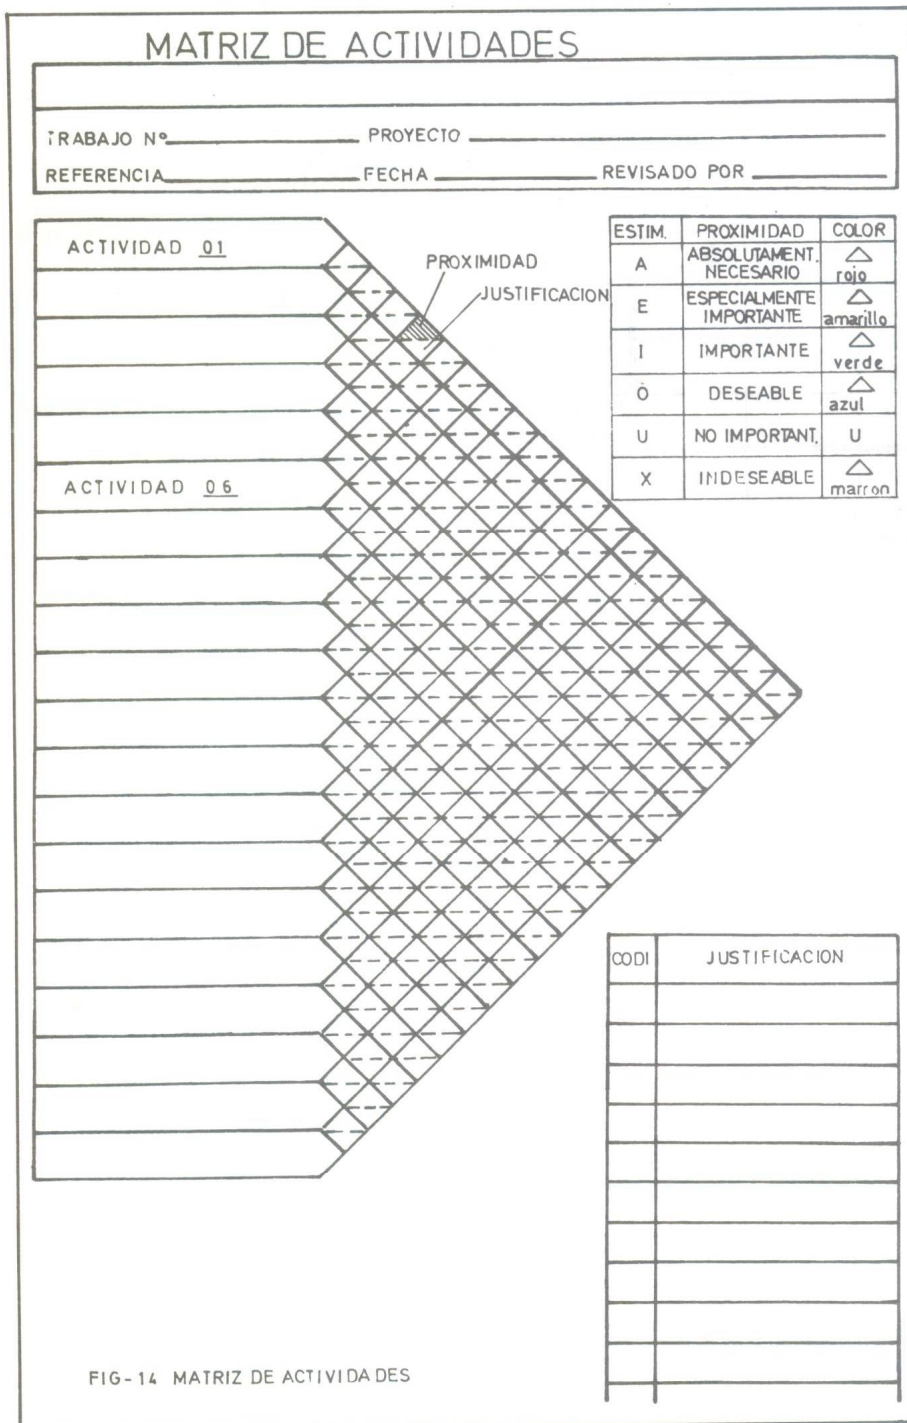 MATRIZ DE ACTIVIDADES
TRABAJO Nº PROYECTO
REFERENCIA FECHA REVISADO POR
ACTIVIDAD 01
PROXIMIDAD
JUSTIFICACION
ACTIVIDAD 06
ESTIM. PROXIMIDAD COLOR
A ABSOLUTAMENT. NECESARIO rojo
E ESPECIALMENTE IMPORTANTE amarillo
I IMPORTANTE verde
O DESEABLE azul
U NO IMPORTANT. U
X INDESEABLE marron
CODI JUSTIFICACION
FIG-14 MATRIZ DE ACTIVIDADES